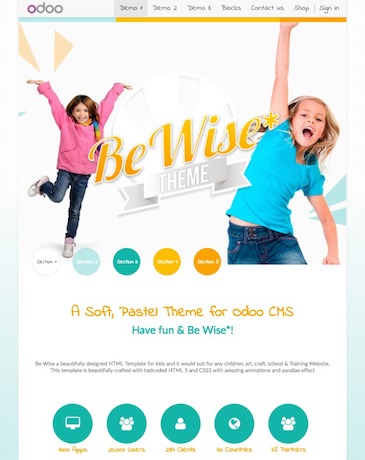 odoo
Demo 1 Demo 2 Demo 3 Blocks Contact us Shop | Sign in
Be Wise*
THEME
Section 1 Section 2 Section 3 Section 4 Section 5
A Soft, Pastel Theme for Odoo CMS
Have fun & Be Wise*!
Be Wise a beautifully designed HTML Template for kids and it would suit for any children, art, craft, school & Training Website.
This template is beautifully crafted with hadcoded HTML 5 and CSS3 with amazing animations and parallax effect
4000 Apps 20,000 Users Clients 80 Countries Partners